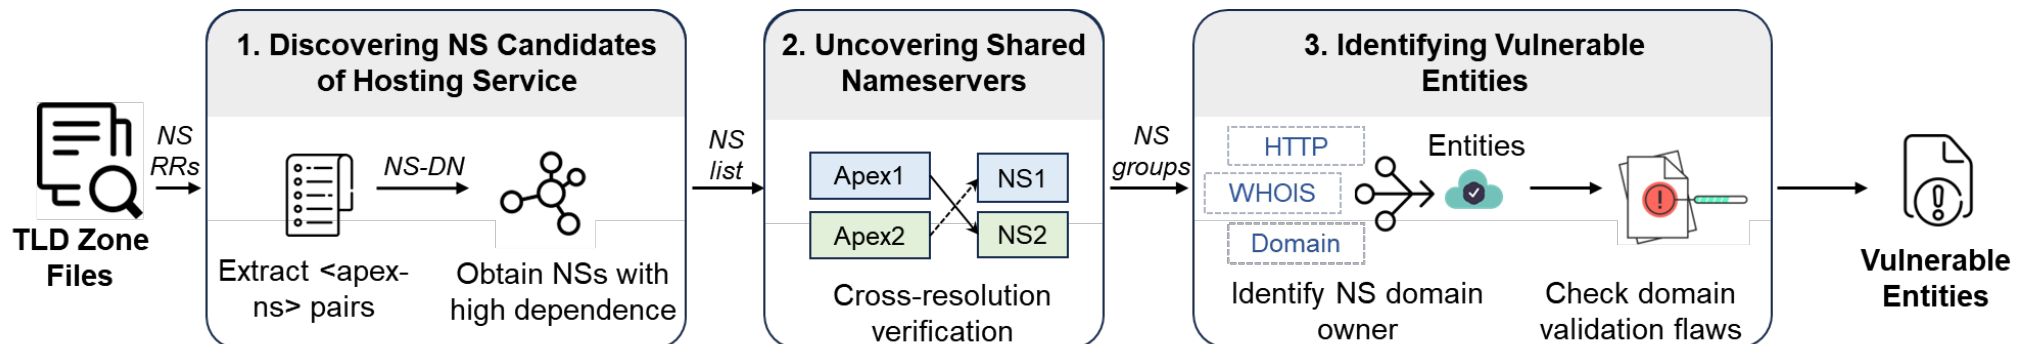 TLD Zone
Files
NS
RRs
1. Discovering NS Candidates
of Hosting Service
NS-DN
Extract <apex-
ns> pairs
Obtain NSs with
high dependence
NS
list
2. Uncovering Shared
Nameservers
Apex1
NS1
Apex2
NS2
Cross-resolution
verification
NS
groups
3. Identifying Vulnerable
Entities
HTTP
WHOIS
Domain
Entities
Identify NS domain
owner
Check domain
validation flaws
Vulnerable
Entities